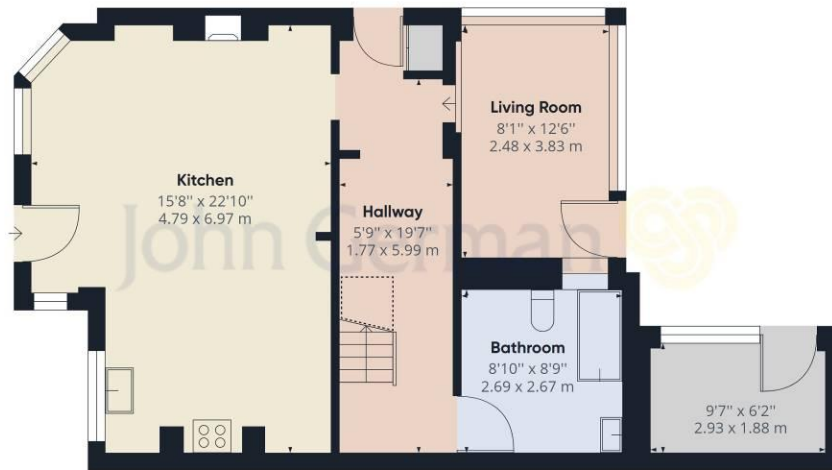 Living Room
8'1" x 12'6"
2.48 x 3.83 m
Kitchen
15'8" x 22'10"
4.79 x 6.97 m
Hallway
5'9" x 19'7"
1.77 x 5.99 m
John German
Bathroom
8'10" x 8'9"
2.69 x 2.67 m
9'7" x 6'2"
2.93 x 1.88 m